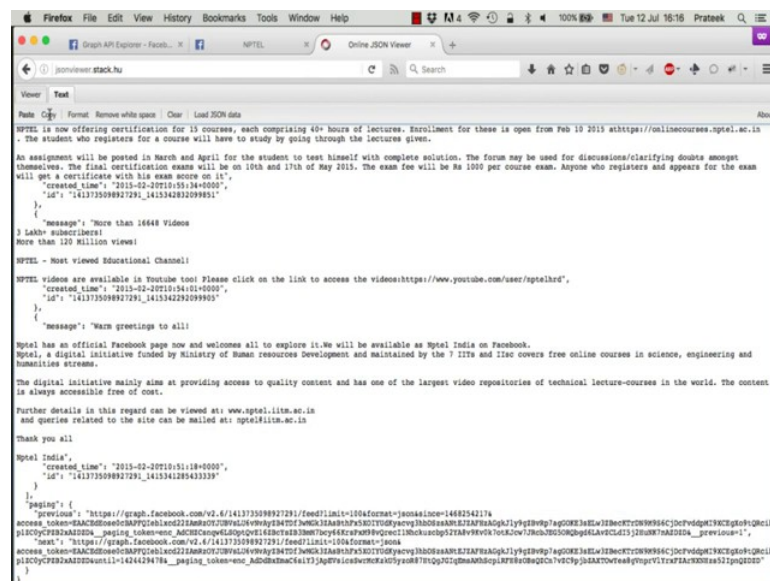 Firefox File Edit View History Bookmarks Tools Window Help 4 100% Tue 12 Jul 16:16 Prateek
Graph API Explorer - Faceb... × NPTEL × Online JSON Viewer × +
jsonviewer.stack.hu Search
Viewer Text
Paste Copy Format Remove white space Clear Load JSON data Abou
NPTEL is now offering certification for 15 courses, each comprising 40+ hours of lectures. Enrollment for these is open from Feb 10 2015 athttps://onlinecourses.nptel.ac.in
. The student who registers for a course will have to study by going through the lectures given.
An assignment will be posted in March and April for the student to test himself with complete solution. The forum may be used for discussions/clarifying doubts amongst
themselves. The final certification exams will be on 10th and 17th of May 2015. The exam fee will be Rs 1000 per course exam. Anyone who registers and appears for the exam
will get a certificate with his exam score on it",
"created_time": "2015-02-20T10:55:34+0000",
"id": "1413735098927291_1415342832099851"
},
{
"message": "More than 16648 Videos
3 Lakh+ subscribers!
More than 120 Million views!
NPTEL - Most viewed Educational Channel!
NPTEL videos are available in Youtube too! Please click on the link to access the videos:https://www.youtube.com/user/nptelhrd",
"created_time": "2015-02-20T10:54:01+0000",
"id": "1413735098927291_1415342292099905"
},
{
"message": "Warm greetings to all!
Nptel has an official Facebook page now and welcomes all to explore it.We will be available as Nptel India on Facebook.
Nptel, a digital initiative funded by Ministry of Human resources Development and maintained by the 7 IITs and IISc covers free online courses in science, engineering and
humanities streams.
The digital initiative mainly aims at providing access to quality content and has one of the largest video repositories of technical lecture-courses in the world. The content
is always accessible free of cost.
Further details in this regard can be viewed at: www.nptel.iitm.ac.in
and queries related to the site can be mailed at: nptel@iitm.ac.in
Thank you all
Nptel India",
"created_time": "2015-02-20T10:51:18+0000",
"id": "1413735098927291_1415341285433339"
}
],
"paging": {
"previous": "https://graph.facebook.com/v2.6/1413735098927291/feed?limit=100&format=json&since=1468254217&
"next": "https://graph.facebook.com/v2.6/1413735098927291/feed?limit=100&format=json&
}
}